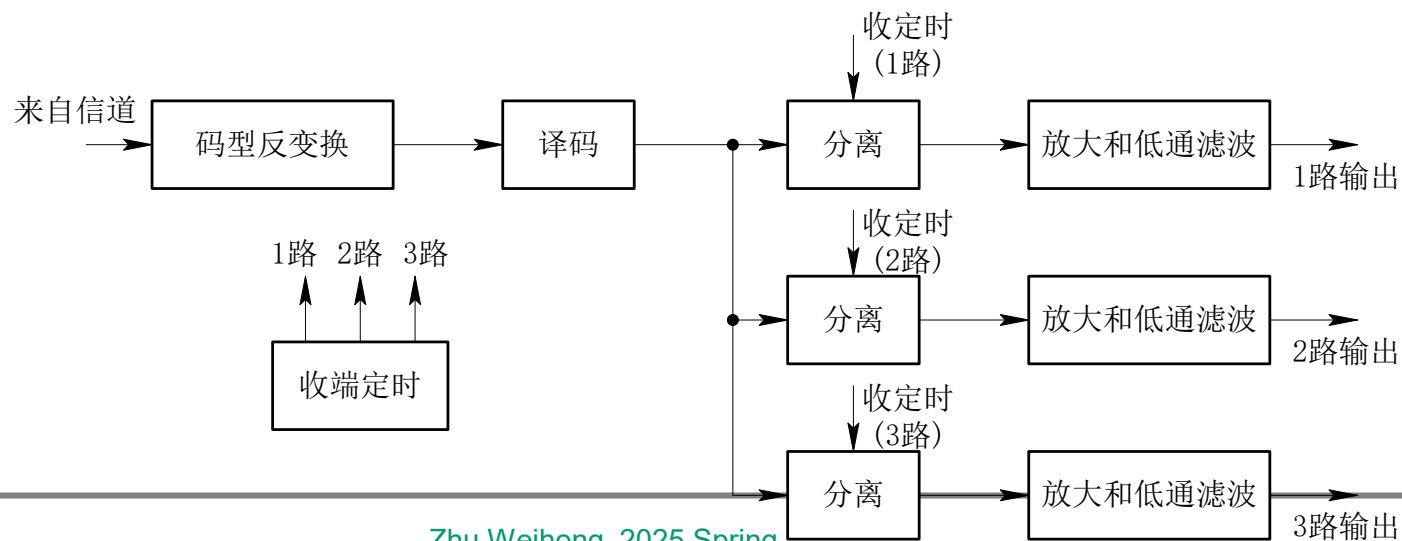 收定时
(1路)
来自信道
码型反变换
译码
分离
放大和低通滤波
1路输出
收定时
(2路)
1路 2路 3路
分离
放大和低通滤波
2路输出
收端定时
收定时
(3路)
分离
放大和低通滤波
3路输出
Zhu Weihong, 2025 Spring